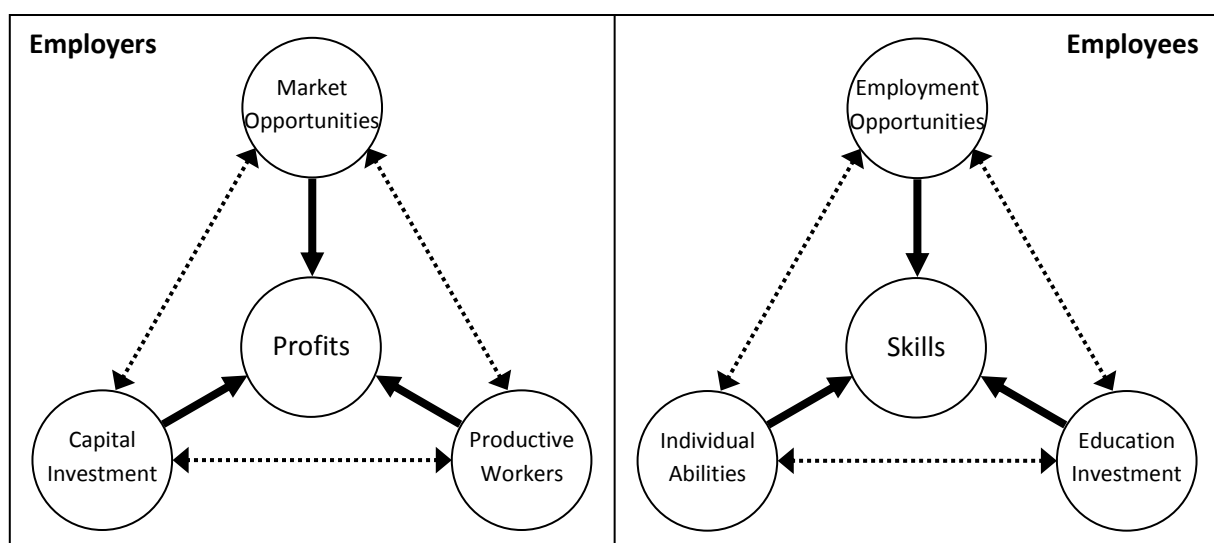 Employers
Market
Opportunities
Profits
Capital
Investment
Productive
Workers
Employees
Employment
Opportunities
Skills
Individual
Abilities
Education
Investment